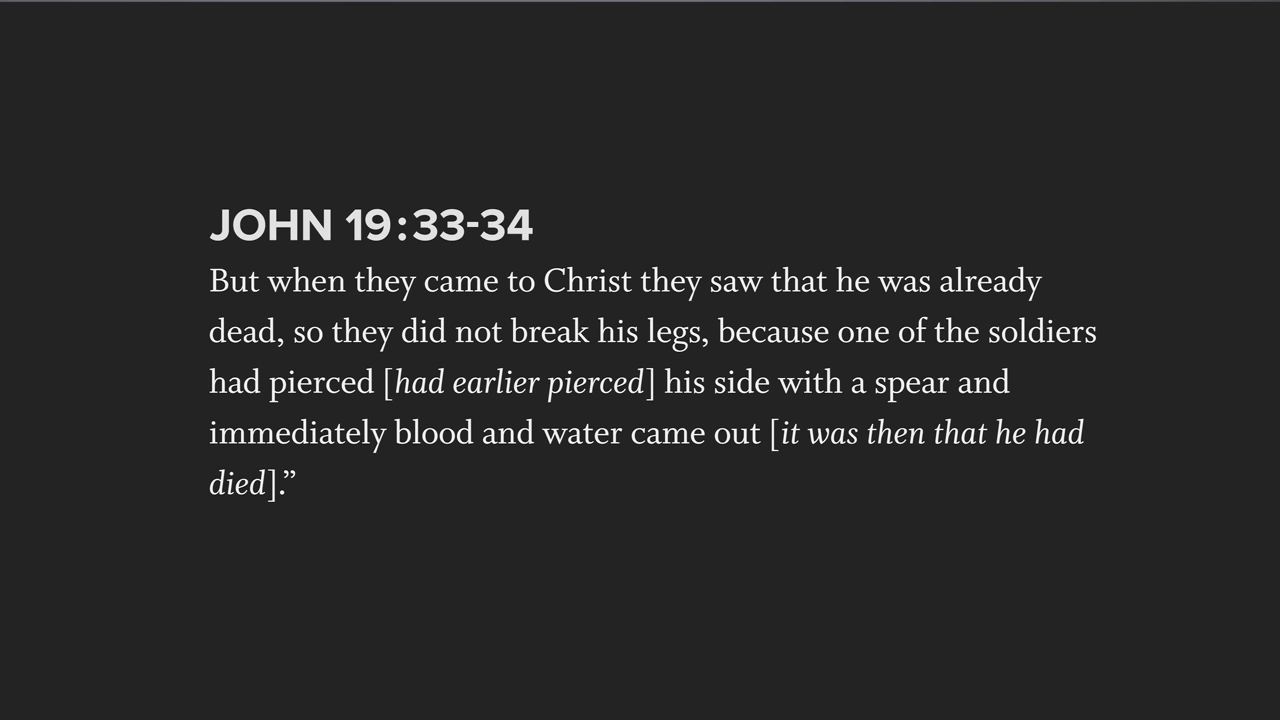 JOHN 19:33-34
But when they came to Christ they saw that he was already
dead, so they did not break his legs, because one of the soldiers
had pierced [had earlier pierced] his side with a spear and
immediately blood and water came out [it was then that he had
died].”